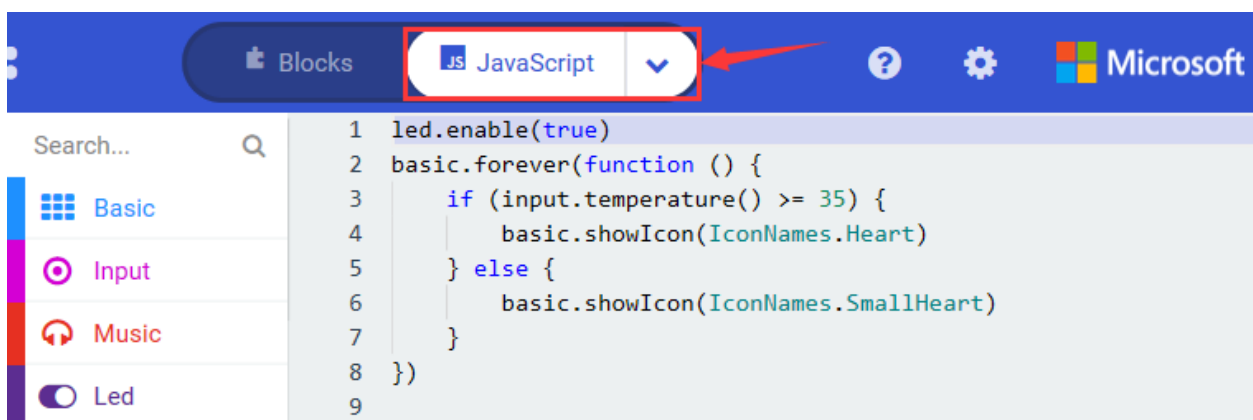 Blocks
JS JavaScript
Microsoft
Search...
Basic
Input
Music
Led
1 led.enable(true)
2 basic.forever(function () {
3     if (input.temperature() >= 35) {
4         basic.showIcon(IconNames.Heart)
5     } else {
6         basic.showIcon(IconNames.SmallHeart)
7     }
8 })
9